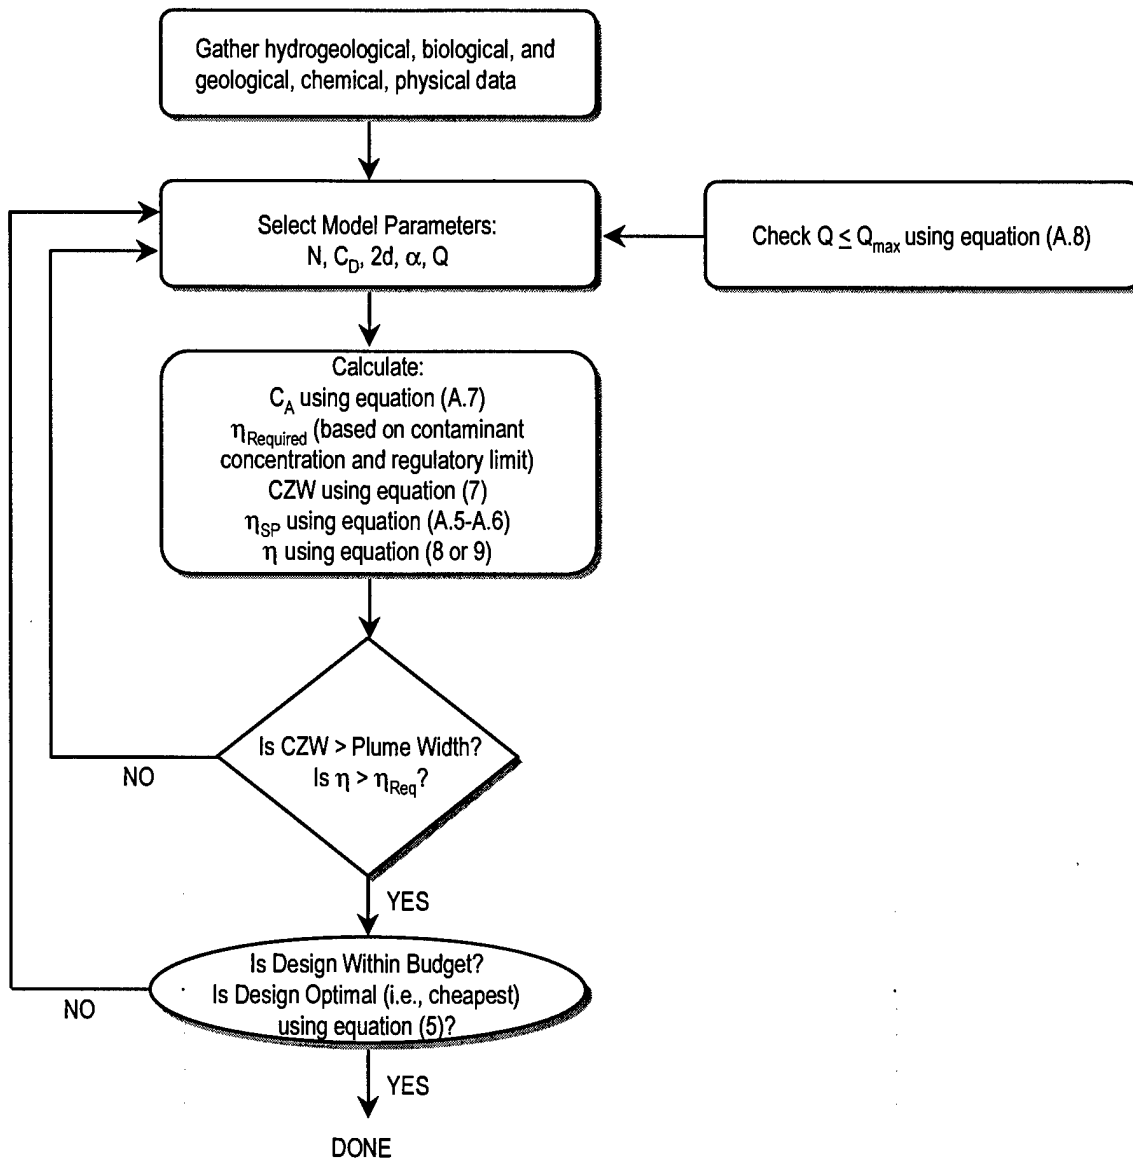 Gather hydrogeological, biological, and
geological, chemical, physical data
Select Model Parameters:
N, C_D, 2d, α, Q
Check Q ≤ Q_max using equation (A.8)
Calculate:
C_A using equation (A.7)
η_Required (based on contaminant
concentration and regulatory limit)
CZW using equation (7)
η_SP using equation (A.5-A.6)
η using equation (8 or 9)
Is CZW > Plume Width?
Is η > η_Req?
NO
YES
Is Design Within Budget?
Is Design Optimal (i.e., cheapest)
using equation (5)?
NO
YES
DONE